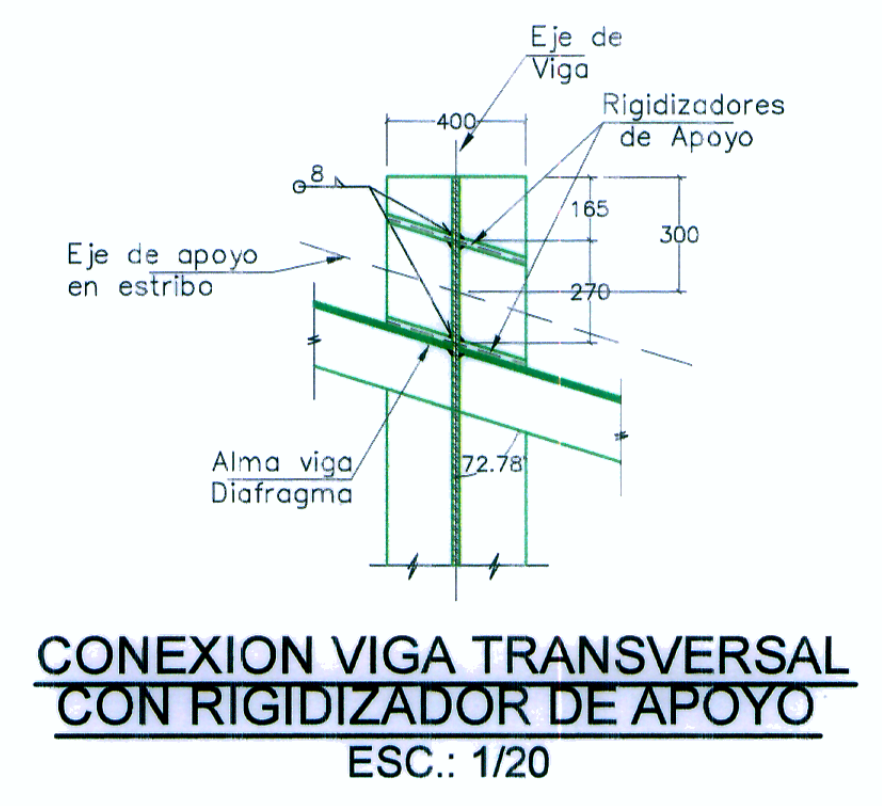 Eje de
Viga
Rigidizadores
de Apoyo
400
8
165
300
Eje de apoyo
en estribo
270
Alma viga
Diafragma
72.78°
CONEXION VIGA TRANSVERSAL
CON RIGIDIZADOR DE APOYO
ESC.: 1/20